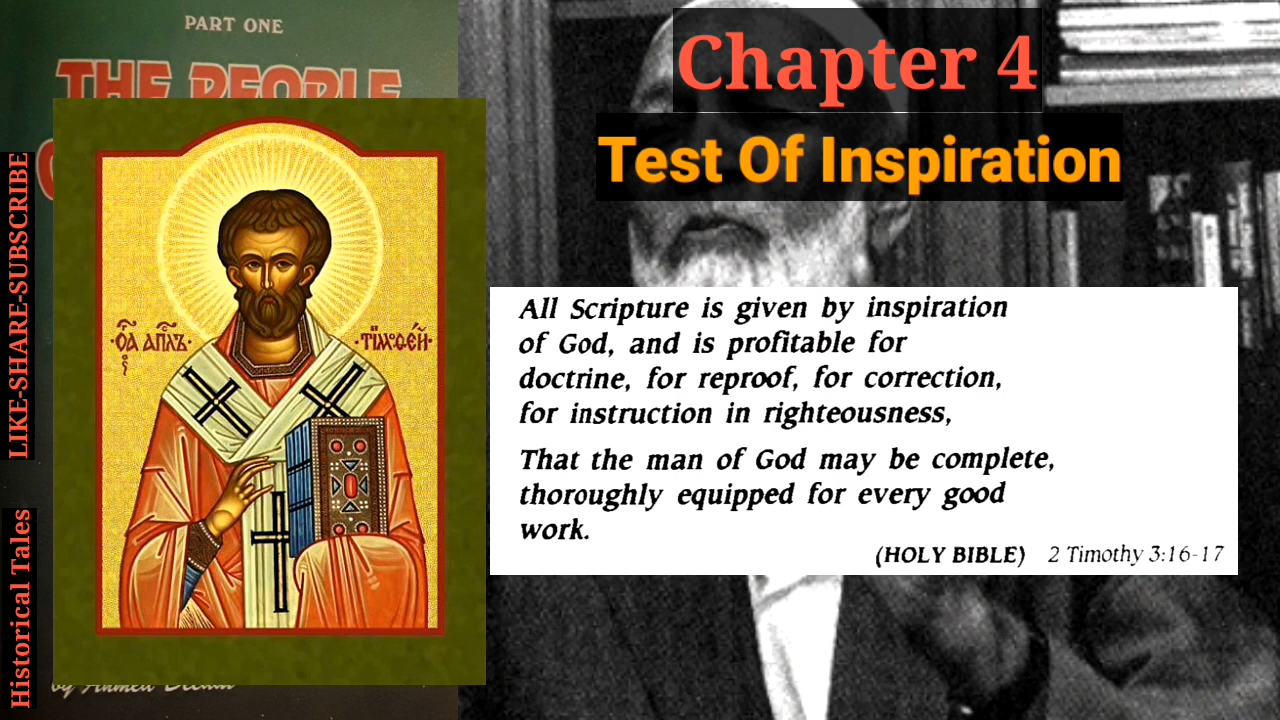 PART ONE
THE PEOPLE
Chapter 4
Test Of Inspiration
LIKE-SHARE-SUBSCRIBE
Historical Tales
All Scripture is given by inspiration
of God, and is profitable for
doctrine, for reproof, for correction,
for instruction in righteousness,
That the man of God may be complete,
thoroughly equipped for every good
work.
(HOLY BIBLE) 2 Timothy 3:16-17